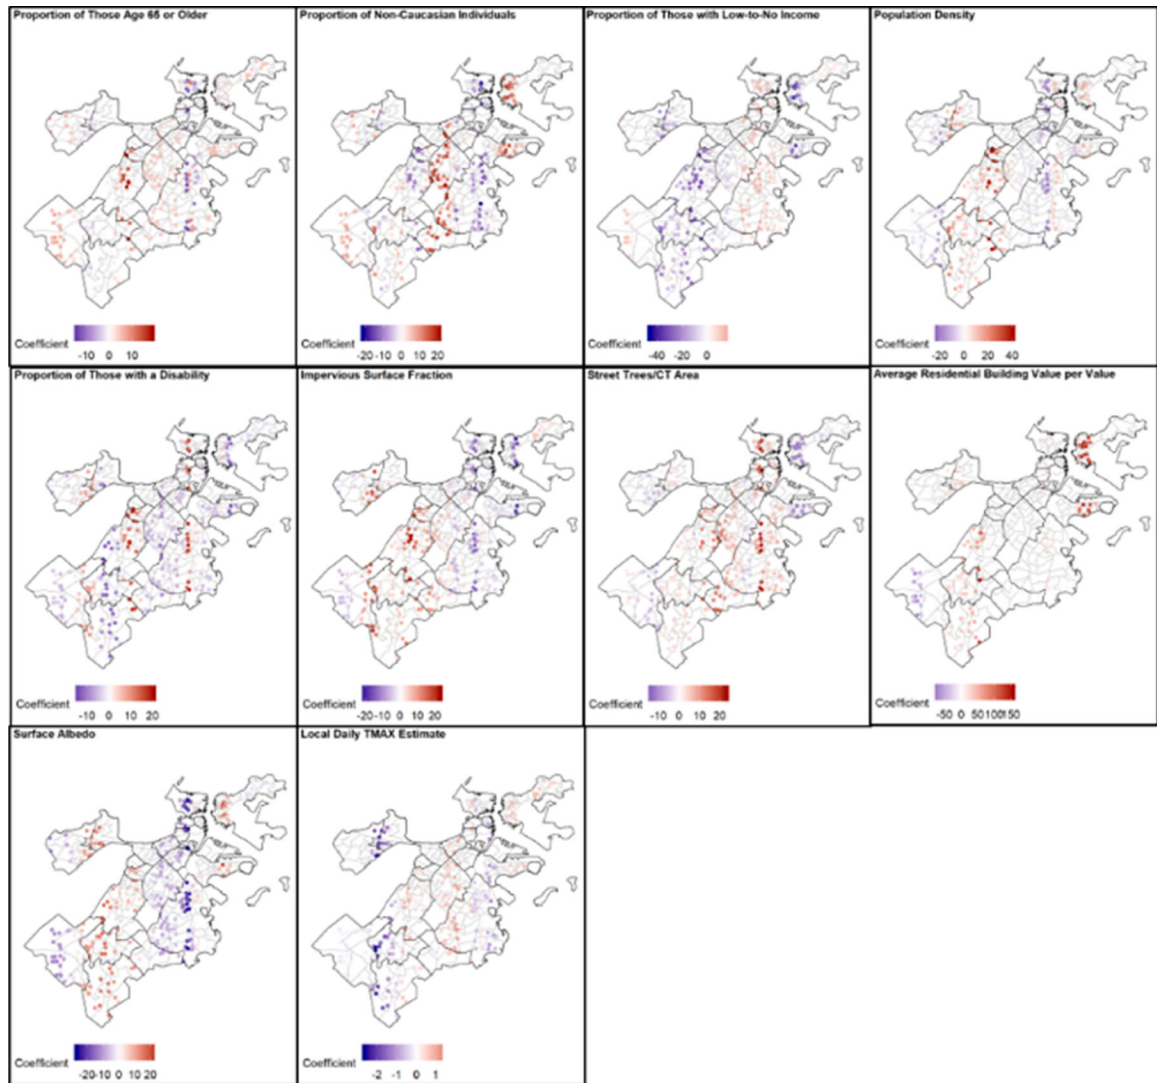 Proportion of Those Age 65 or Older
Proportion of Non-Caucasian Individuals
Proportion of Those with Low-to-No Income
Population Density
Coefficient
-10 0 10
Coefficient
-20 -10 0 10 20
Coefficient
-40 -20 0
Coefficient
-20 0 20 40
Proportion of Those with a Disability
Impervious Surface Fraction
Street Trees/CT Area
Average Residential Building Value per Value
Coefficient
-10 0 10 20
Coefficient
-20 -10 0 10 20
Coefficient
-10 0 10 20
Coefficient
-50 0 50 100 150
Surface Albedo
Local Daily TMAX Estimate
Coefficient
-20 -10 0 10 20
Coefficient
-2 -1 0 1